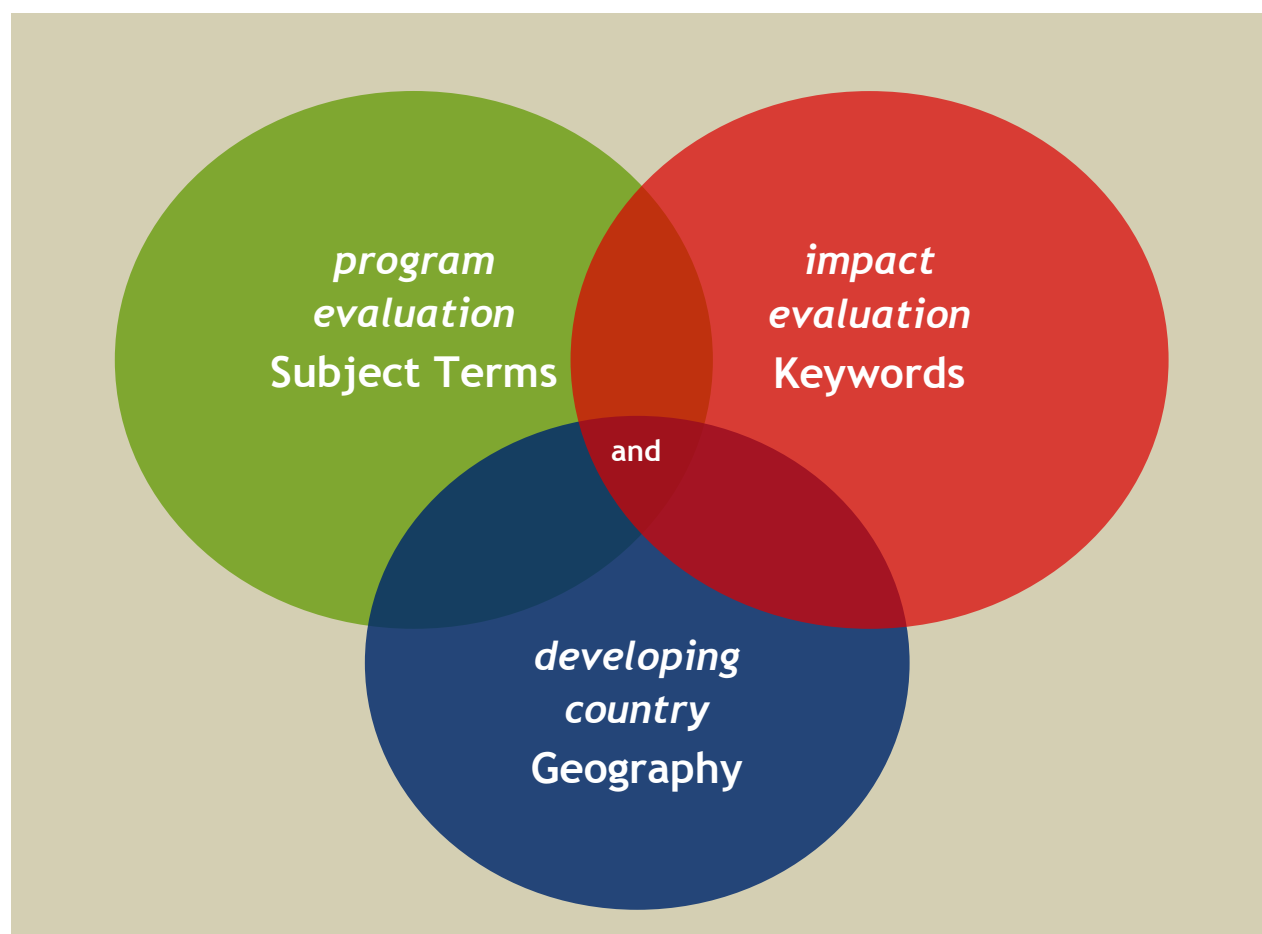 program
evaluation
Subject Terms
impact
evaluation
Keywords
and
developing
country
Geography